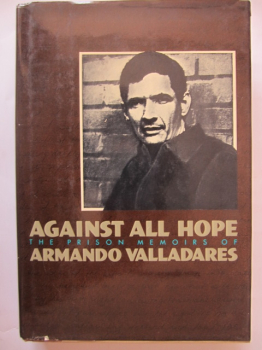 AGAINST ALL HOPE
THE PRISON MEMOIRS OF
ARMANDO VALLADARES